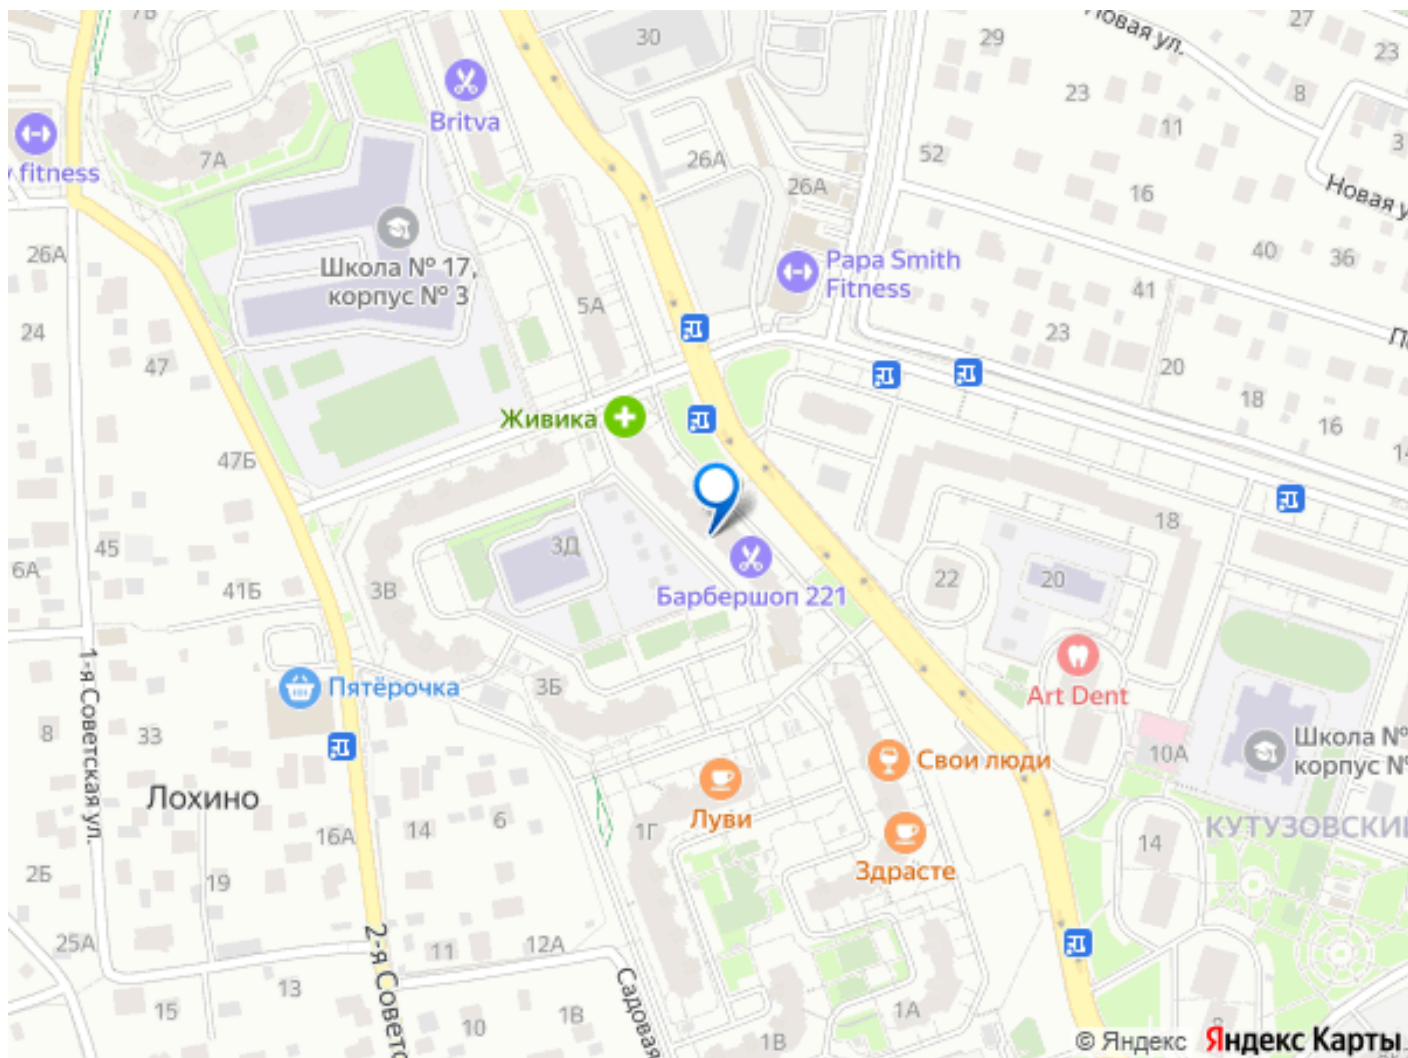 7Б
30
29
Новая ул.
27
23
Britva
23
8
11
3
y fitness
7А
26А
52
26А
16
Новая у
26А
Школа № 17,
корпус № 3
Papa Smith
Fitness
40
36
41
5А
24
23
47
20
18
16
14
Живика
47Б
18
45
3Д
6А
41Б
3В
22
20
Барбершоп 221
1-я Советская ул.
Art Dent
Пятёрочка
3Б
8
33
Школа №
корпус №
10А
Свои люди
Лохино
Луви
16А
14
6
1Г
КУТУЗОВСКИЙ
14
Здрасте
2Б
19
25А
11
12А
2-я Советс
13
Садовая
15
10
1В
1В
1А
© Яндекс
Яндекс Карты